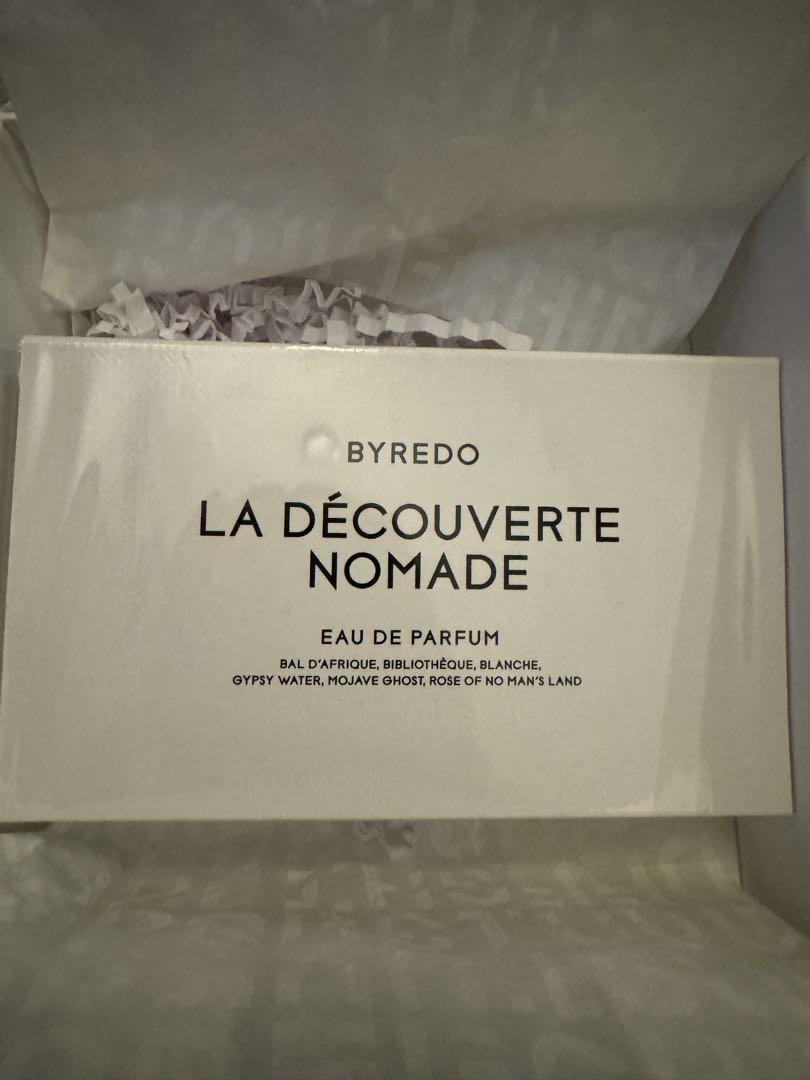 BYREDO
LA DÉCOUVERTE
NOMADE
EAU DE PARFUM
BAL D'AFRIQUE, BIBLIOTHÈQUE, BLANCHE,
GYPSY WATER, MOJAVE GHOST, ROSE OF NO MAN'S LAND